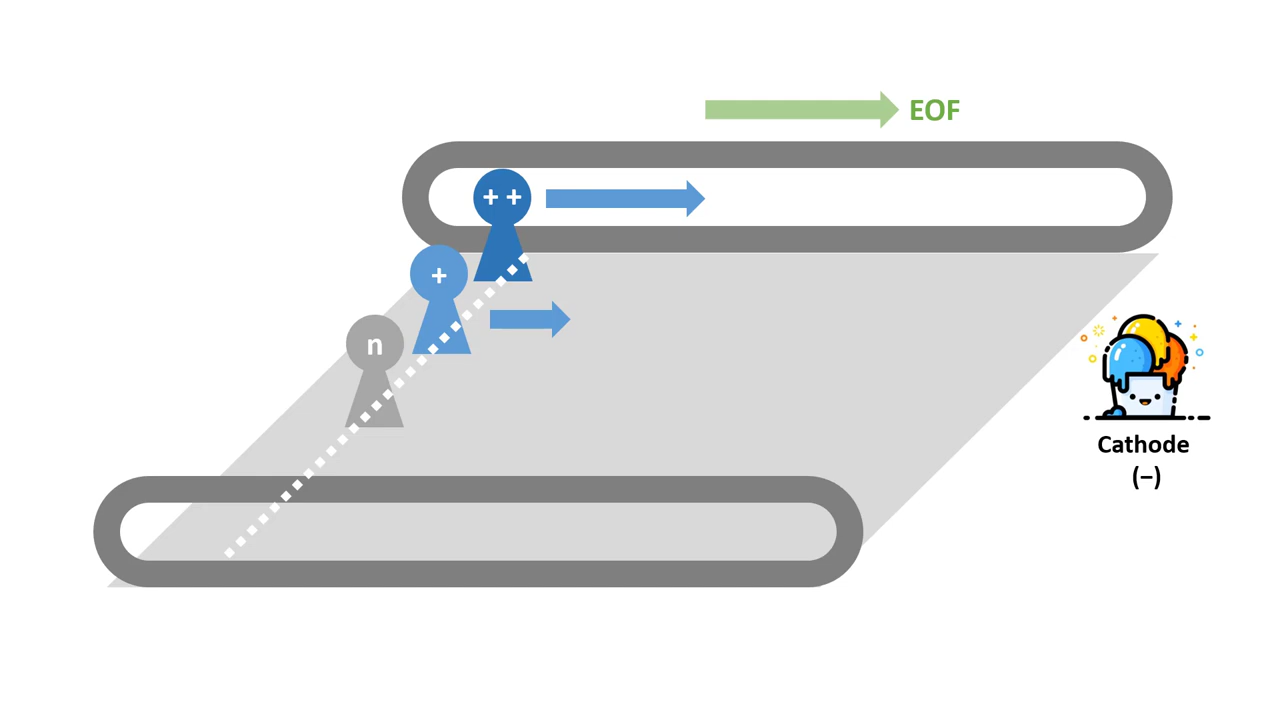 EOF
+ +
+
n
Cathode
(−)